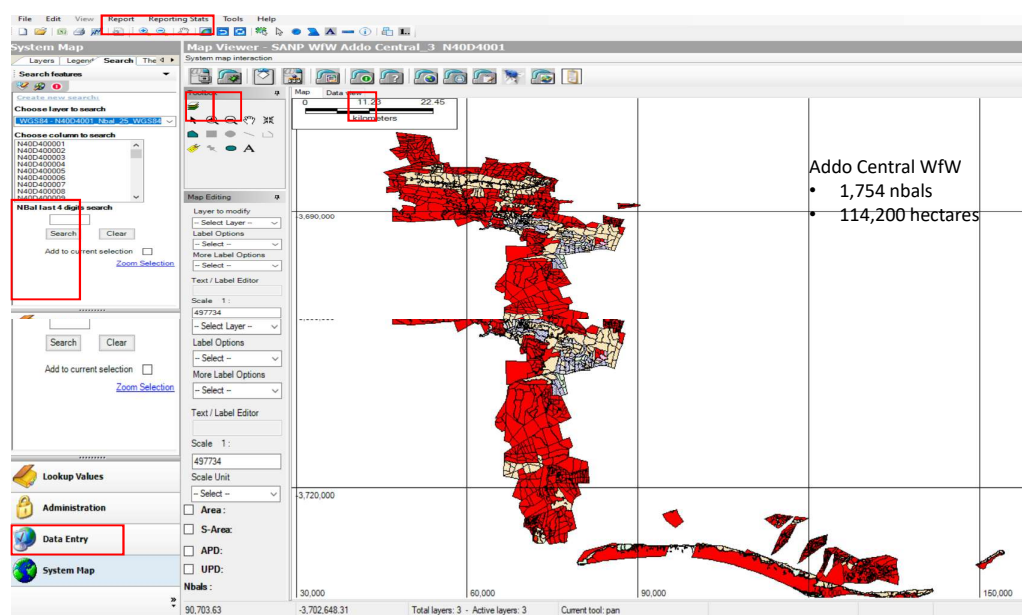 File Edit View Report Reporting Stats Tools Help
System Map
Map Viewer - SANP WfW Addo Central_3 N40D4001
System map interaction
Layers Legen Search The
Search features
Create new search:
Choose layer to search
_WGS84 - N40D4001_Nbal_25_WGS84
Choose column to search
N40D400001
N40D400002
N40D400003
N40D400004
N40D400005
N40D400006
N40D400007
N40D400008
N40D400009
NBal last 4 digits search
Search Clear
Add to current selection
Zoom Selection
Search Clear
Add to current selection
Zoom Selection
Lookup Values
Administration
Data Entry
System Map
Toolbox
Map Editing
Layer to modify
-- Select Layer --
Label Options
-- Select --
More Label Options
-- Select --
Text / Label Editor
Scale 1 :
497734
-- Select Layer --
Label Options
-- Select --
More Label Options
-- Select --
Text / Label Editor
Scale 1 :
497734
Scale Unit
-- Select --
Area :
S-Area:
APD:
UPD:
Nbals :
Map Data view
0 11.23 22.45
kilometers
-3,690,000
-3,720,000
30,000 60,000 90,000 150,000
Addo Central WfW
• 1,754 nbals
• 114,200 hectares
90,703.63 -3,702,648.31 Total layers: 3 - Active layers: 3 Current tool: pan